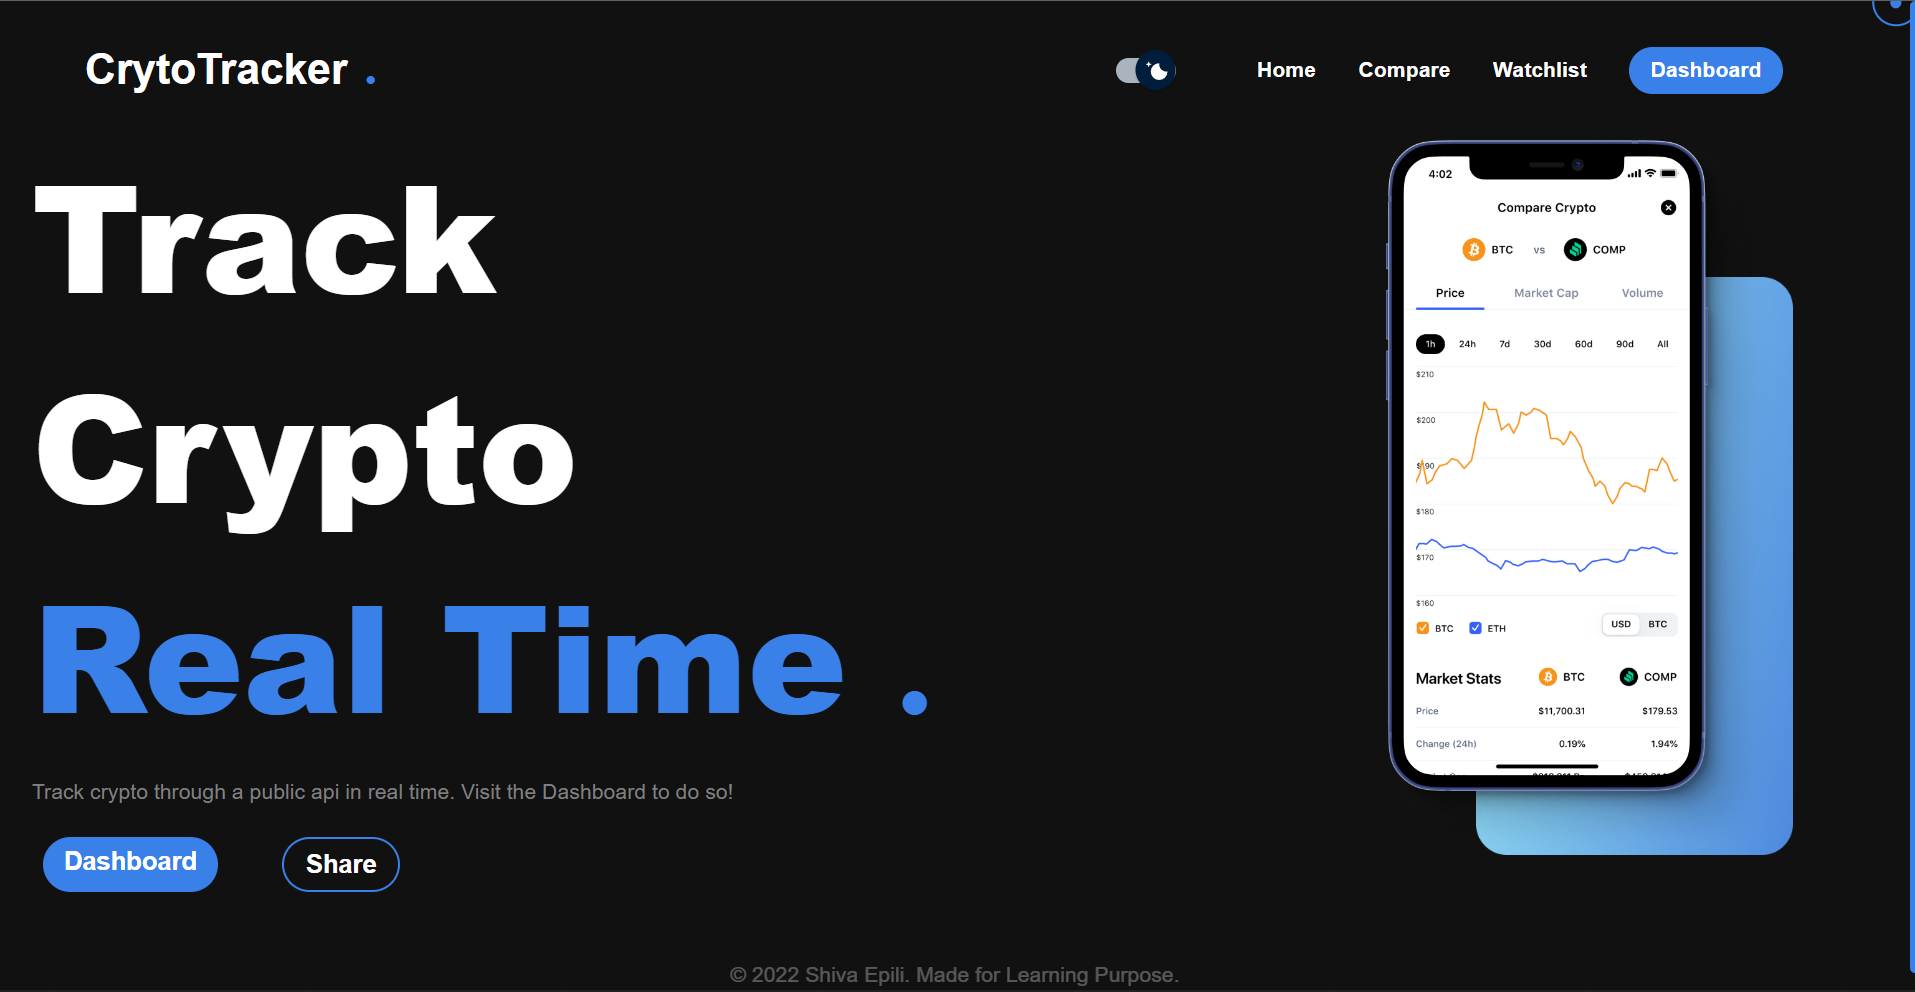 CrytoTracker .
Home Compare Watchlist Dashboard
Track
Crypto
Real Time .
Track crypto through a public api in real time. Visit the Dashboard to do so!
Dashboard Share
4:02
Compare Crypto
BTC vs COMP
Price Market Cap Volume
1h 24h 7d 30d 60d 90d All
$210
$200
$190
$180
$170
$160
BTC ETH USD BTC
Market Stats BTC COMP
Price $11,700.31 $179.53
Change (24h) 0.19% 1.94%
© 2022 Shiva Epili. Made for Learning Purpose.